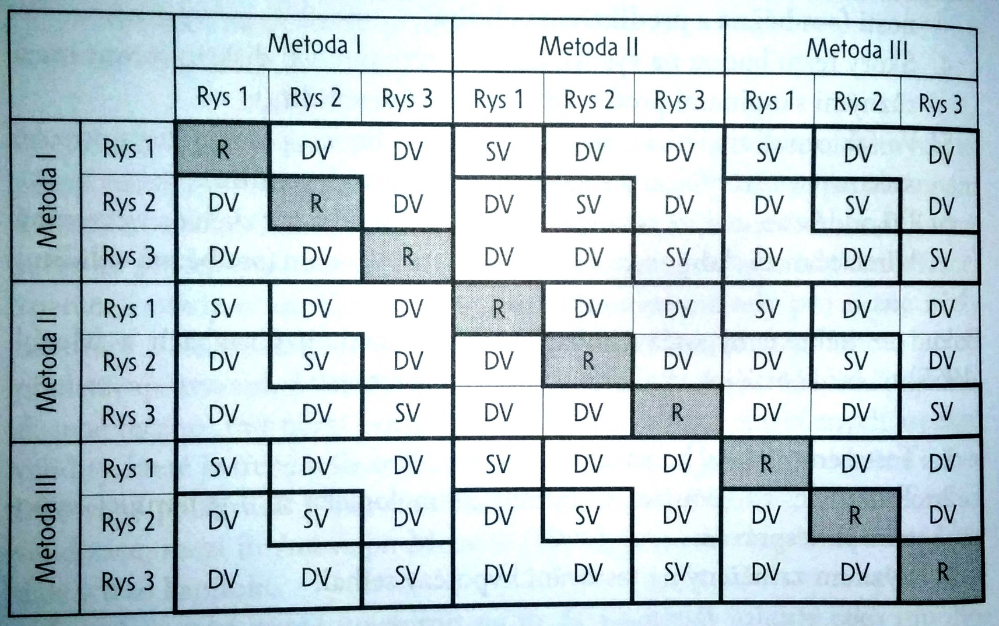 Metoda I Metoda II Metoda III
Rys 1 Rys 2 Rys 3 Rys 1 Rys 2 Rys 3 Rys 1 Rys 2 Rys 3
Metoda I
Rys 1 R DV DV SV DV DV SV DV DV
Rys 2 DV R DV DV SV DV DV SV DV
Rys 3 DV DV R DV DV SV DV DV SV
Metoda II
Rys 1 SV DV DV R DV DV SV DV DV
Rys 2 DV SV DV DV R DV DV SV DV
Rys 3 DV DV SV DV DV R DV DV SV
Metoda III
Rys 1 SV DV DV SV DV DV R DV DV
Rys 2 DV SV DV DV SV DV DV R DV
Rys 3 DV DV SV DV DV SV DV DV R